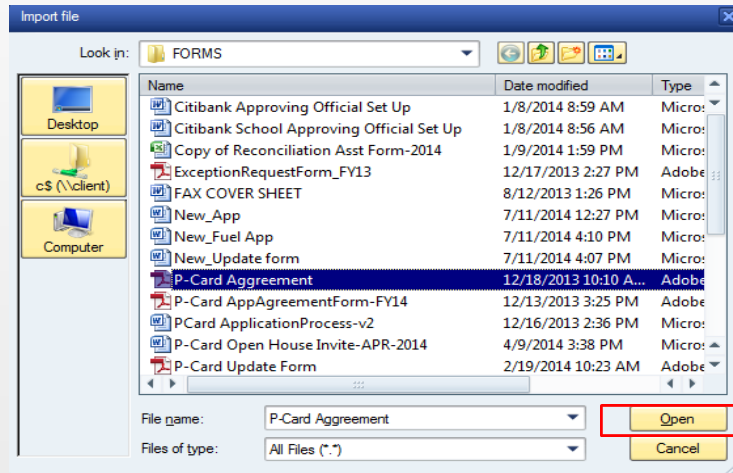 Import file
Look in: FORMS
Name Date modified Type
Citibank Approving Official Set Up 1/8/2014 8:59 AM Micros
Citibank School Approving Official Set Up 1/8/2014 8:56 AM Micros
Copy of Reconciliation Asst Form-2014 1/9/2014 1:59 PM Micros
ExceptionRequestForm_FY13 12/17/2013 2:27 PM Adobe
FAX COVER SHEET 8/12/2013 1:26 PM Micros
New_App 7/11/2014 12:27 PM Micros
New_Fuel App 7/11/2014 4:10 PM Micros
New_Update form 7/11/2014 4:07 PM Micros
P-Card Aggreement 12/18/2013 10:10 A... Adobe
P-Card AppAgreementForm-FY14 12/13/2013 3:25 PM Adobe
PCard ApplicationProcess-v2 12/16/2013 2:36 PM Micros
P-Card Open House Invite-APR-2014 4/9/2014 3:38 PM Micros
P-Card Update Form 2/19/2014 10:23 AM Adobe
Desktop
c$ (\\client)
Computer
File name: P-Card Aggreement Open
Files of type: All Files (*.*) Cancel